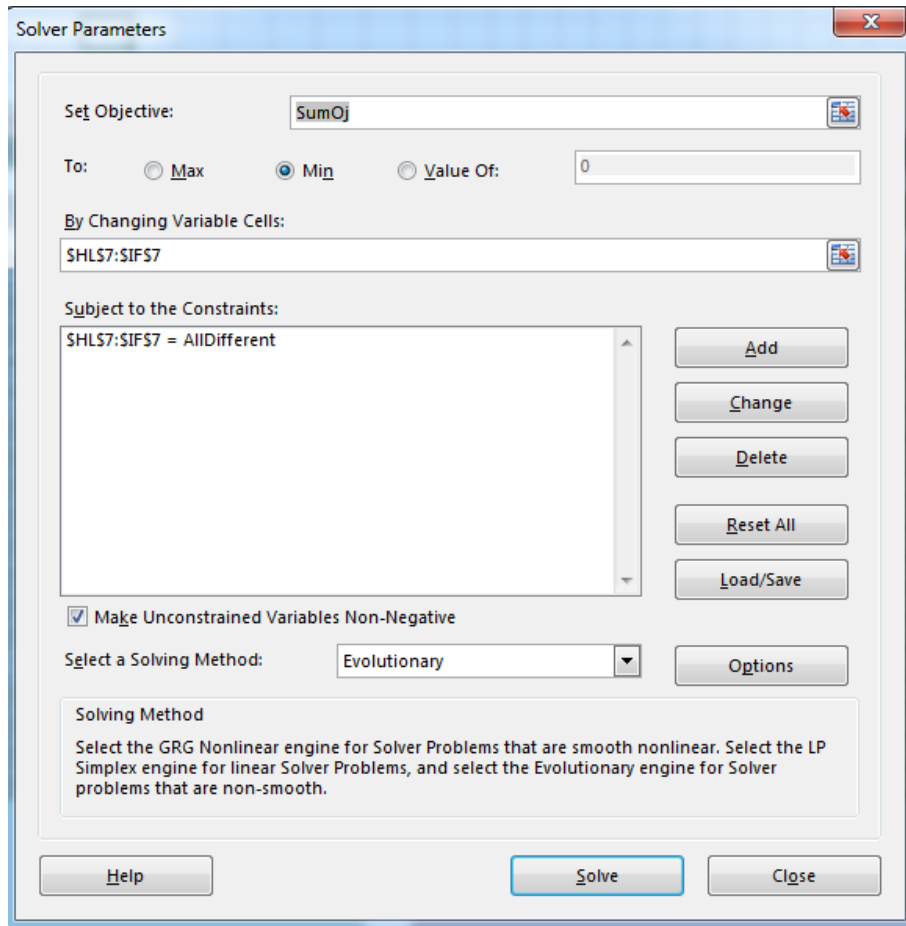 Solver Parameters
Set Objective:
SumOj
To:
Max
Min
Value Of:
0
By Changing Variable Cells:
$HL$7:$IF$7
Subject to the Constraints:
$HL$7:$IF$7 = AllDifferent
Add
Change
Delete
Reset All
Load/Save
Make Unconstrained Variables Non-Negative
Select a Solving Method:
Evolutionary
Options
Solving Method
Select the GRG Nonlinear engine for Solver Problems that are smooth nonlinear. Select the LP
Simplex engine for linear Solver Problems, and select the Evolutionary engine for Solver
problems that are non-smooth.
Help
Solve
Close